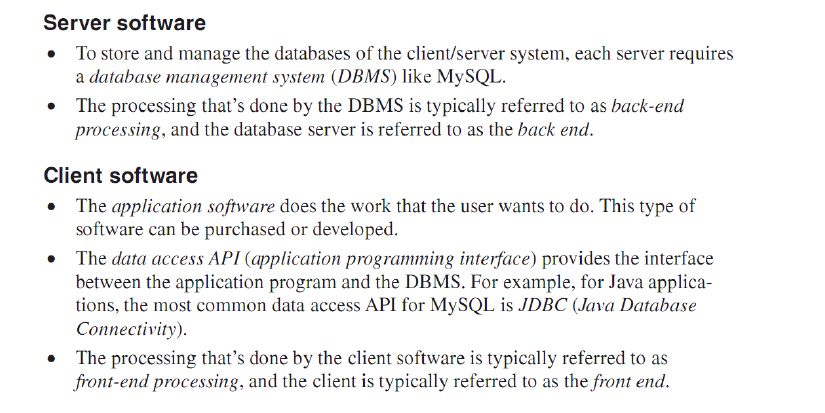 Server software
• To store and manage the databases of the client/server system, each server requires
a database management system (DBMS) like MySQL.
• The processing that’s done by the DBMS is typically referred to as back-end
processing, and the database server is referred to as the back end.
Client software
• The application software does the work that the user wants to do. This type of
software can be purchased or developed.
• The data access API (application programming interface) provides the interface
between the application program and the DBMS. For example, for Java applica-
tions, the most common data access API for MySQL is JDBC (Java Database
Connectivity).
• The processing that’s done by the client software is typically referred to as
front-end processing, and the client is typically referred to as the front end.